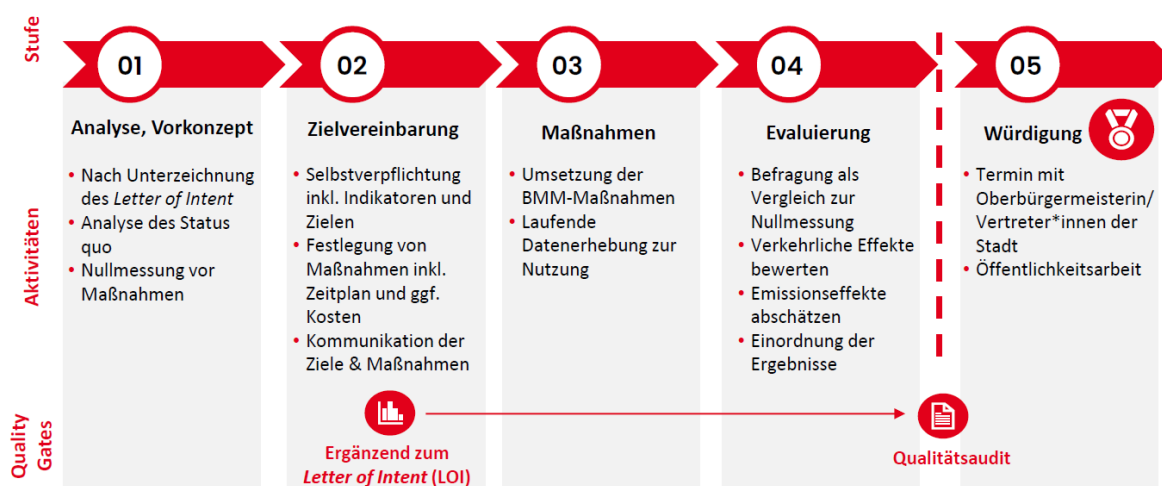 Stufe
01
02
03
04
05
Aktivitäten
Analyse, Vorkonzept
• Nach Unterzeichnung
des Letter of Intent
• Analyse des Status
quo
• Nullmessung vor
Maßnahmen
Zielvereinbarung
• Selbstverpflichtung
inkl. Indikatoren und
Zielen
• Festlegung von
Maßnahmen inkl.
Zeitplan und ggf.
Kosten
• Kommunikation der
Ziele & Maßnahmen
Maßnahmen
• Umsetzung der
BMM-Maßnahmen
• Laufende
Datenerhebung zur
Nutzung
Evaluierung
• Befragung als
Vergleich zur
Nullmessung
• Verkehrliche Effekte
bewerten
• Emissionseffekte
abschätzen
• Einordnung der
Ergebnisse
Würdigung
• Termin mit
Oberbürgermeisterin/
Vertreter*innen der
Stadt
• Öffentlichkeitsarbeit
Quality
Gates
Ergänzend zum
Letter of Intent (LOI)
Qualitätsaudit